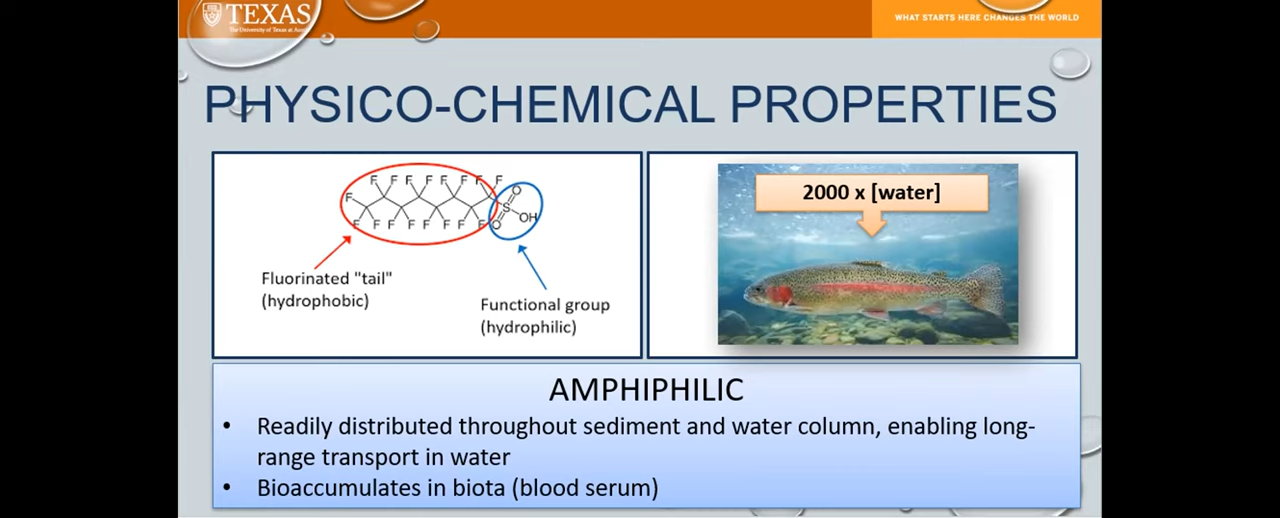 TEXAS
The University of Texas at Aus
WHAT STARTS HERE CHANGES THE WORLD
PHYSICO-CHEMICAL PROPERTIES
F F F F F F F F
F
F F F F F F F F
S
O
O
OH
Fluorinated "tail"
(hydrophobic)
Functional group
(hydrophilic)
2000 x [water]
AMPHIPHILIC
• Readily distributed throughout sediment and water column, enabling long-
range transport in water
• Bioaccumulates in biota (blood serum)